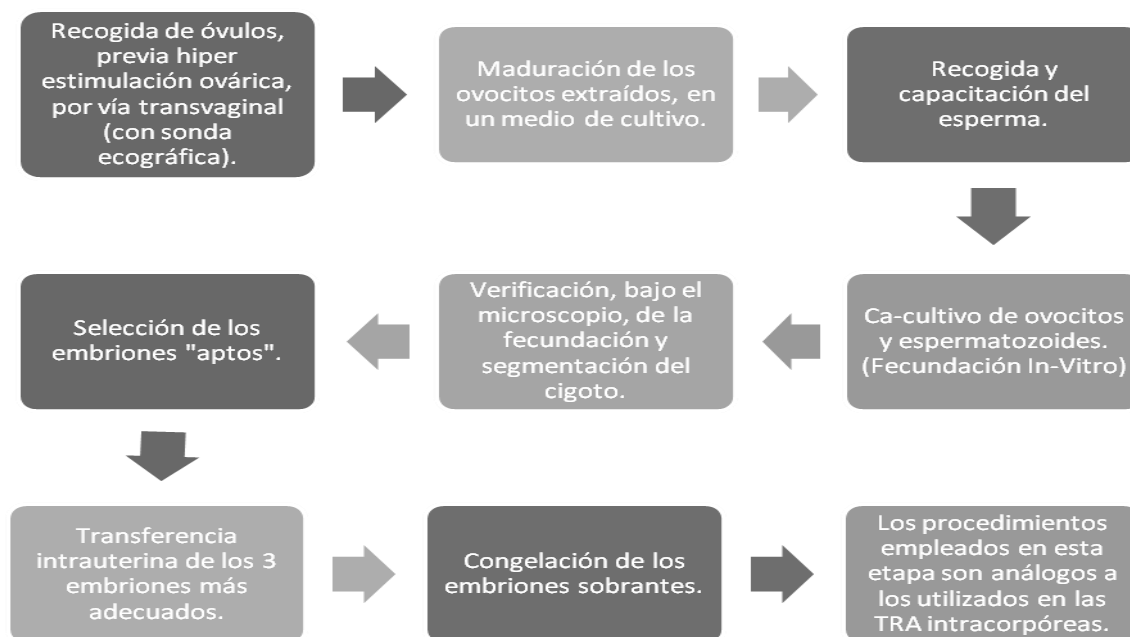 Recogida de óvulos,
previa hiper
estimulación ovárica,
por vía transvaginal
(con sonda
ecográfica).
Maduración de los
ovocitos extraídos, en
un medio de cultivo.
Recogida y
capacitación del
esperma.
Ca-cultivo de ovocitos
y espermatozoides.
(Fecundación In-Vitro)
Verificación, bajo el
microscopio, de la
fecundación y
segmentación del
cigoto.
Selección de los
embriones "aptos".
Transferencia
intrauterina de los 3
embriones más
adecuados.
Congelación de los
embriones sobrantes.
Los procedimientos
empleados en esta
etapa son análogos a
los utilizados en las
TRA intracorpóreas.